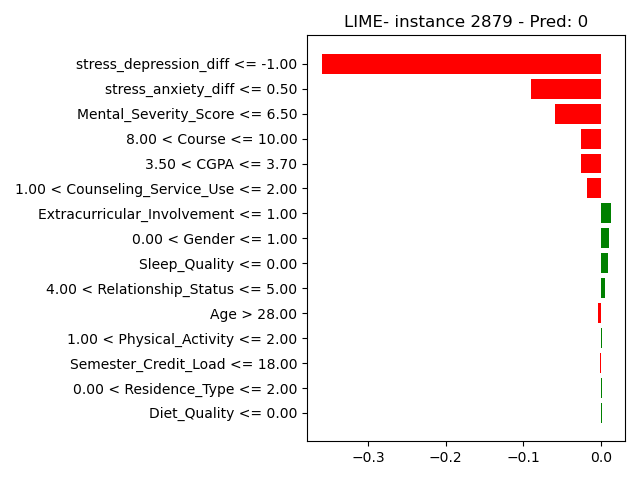 LIME- instance 2879 - Pred: 0
stress_depression_diff <= -1.00
stress_anxiety_diff <= 0.50
Mental_Severity_Score <= 6.50
8.00 < Course <= 10.00
3.50 < CGPA <= 3.70
1.00 < Counseling_Service_Use <= 2.00
Extracurricular_Involvement <= 1.00
0.00 < Gender <= 1.00
Sleep_Quality <= 0.00
4.00 < Relationship_Status <= 5.00
Age > 28.00
1.00 < Physical_Activity <= 2.00
Semester_Credit_Load <= 18.00
0.00 < Residence_Type <= 2.00
Diet_Quality <= 0.00
−0.3 −0.2 −0.1 0.0